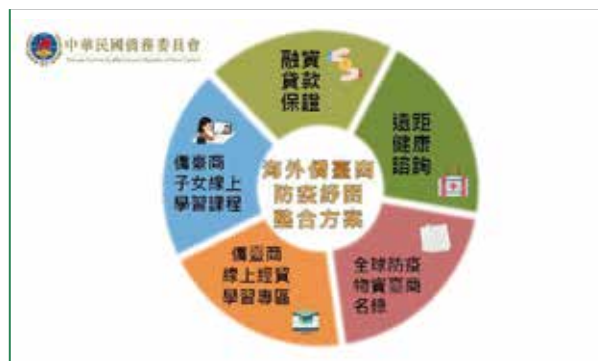 中華民國僑務委員會
融資
貸款
保證
遠距
健康
諮詢
全球防疫
物資臺商
名錄
僑臺商
線上經貿
學習專區
僑臺商
子女線上
學習課程
海外僑臺商
防疫紓困
整合方案